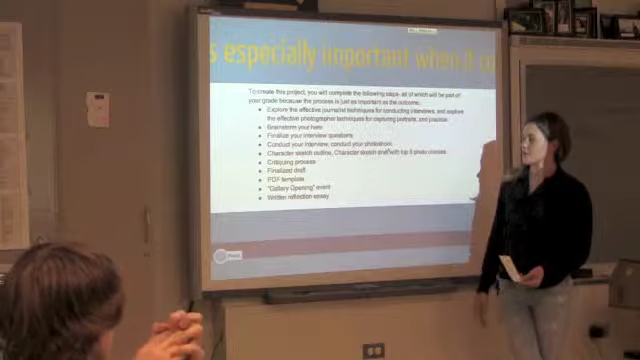 s especially important when it c
To create this project, you will complete the following steps, all of which will be part of
your grade because the process is just as important as the outcome.
Explore the effective journalist techniques for conducting interviews, and explore
the effective photographer techniques for capturing portraits, and practice.
Brainstorm your hero
Finalize your interview questions
Conduct your interview, conduct your photoshoot
Character sketch outline, Character sketch draft with top 5 photo choices
Critiquing process
Finalized draft
PDF template
"Gallery Opening" event
Written reflection essay
Prezi